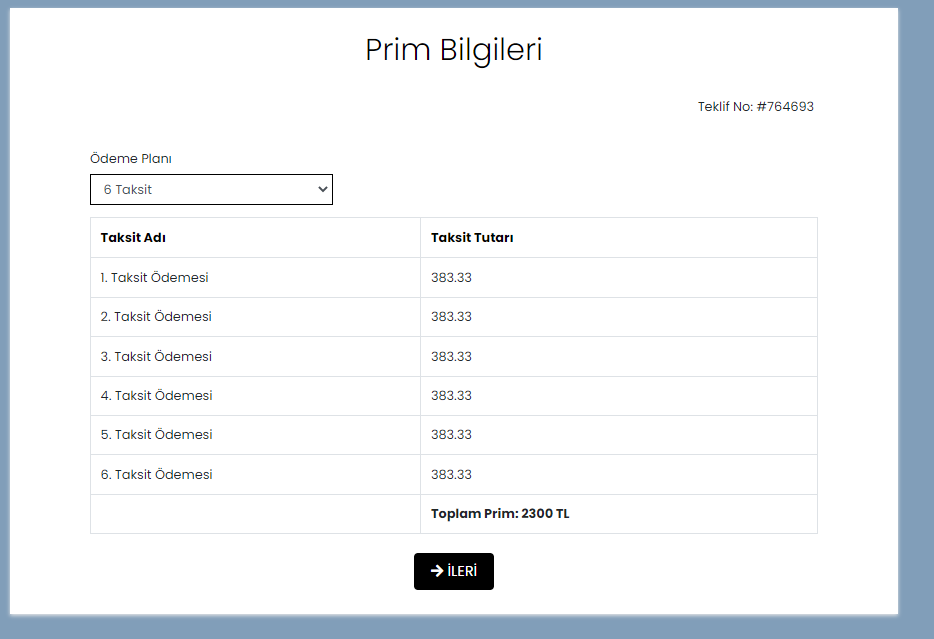 Prim Bilgileri
Teklif No: #764693
Ödeme Planı
6 Taksit
Taksit Adı Taksit Tutarı
1. Taksit Ödemesi 383.33
2. Taksit Ödemesi 383.33
3. Taksit Ödemesi 383.33
4. Taksit Ödemesi 383.33
5. Taksit Ödemesi 383.33
6. Taksit Ödemesi 383.33
Toplam Prim: 2300 TL
→ İLERİ